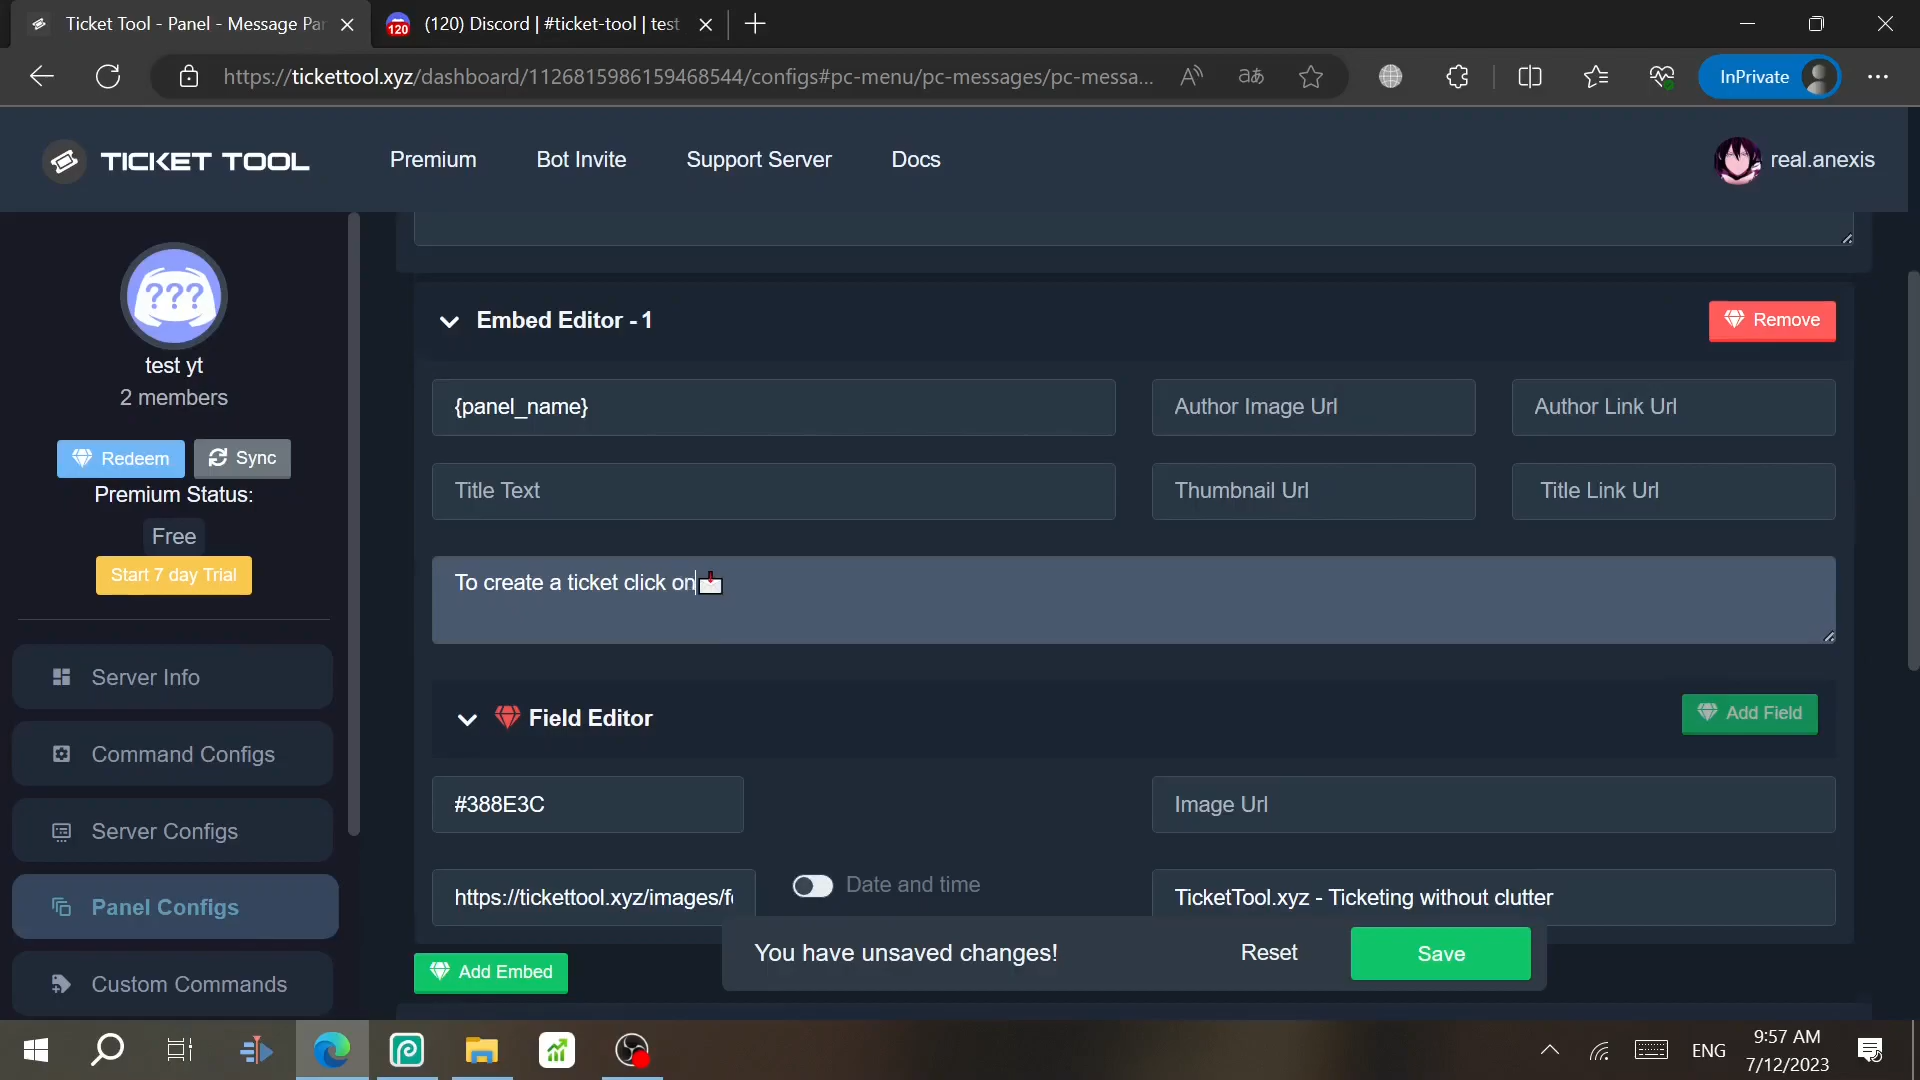 Ticket Tool - Panel - Message Par
120
(120) Discord | #ticket-tool | test
https://tickettool.xyz/dashboard/1126815986159468544/configs#pc-menu/pc-messages/pc-messa...
InPrivate
TICKET TOOL
Premium
Bot Invite
Support Server
Docs
real.anexis
???
test yt
2 members
Redeem
Sync
Premium Status:
Free
Start 7 day Trial
Server Info
Command Configs
Server Configs
Panel Configs
Custom Commands
Embed Editor - 1
Remove
{panel_name}
Author Image Url
Author Link Url
Title Text
Thumbnail Url
Title Link Url
To create a ticket click on
Field Editor
Add Field
#388E3C
Image Url
https://tickettool.xyz/images/f
Date and time
TicketTool.xyz - Ticketing without clutter
Add Embed
You have unsaved changes!
Reset
Save
ENG
9:57 AM
7/12/2023